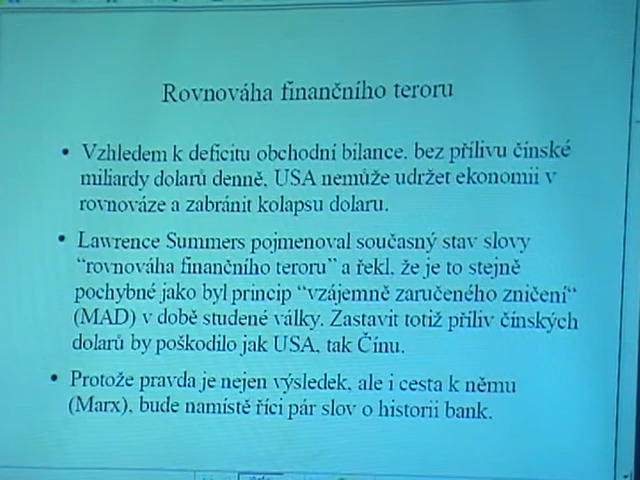 Rovnováha finančního teroru
• Vzhledem k deficitu obchodní bilance, bez přílivu čínské
miliardy dolarů denně, USA nemůže udržet ekonomii v
rovnováze a zabránit kolapsu dolaru.
• Lawrence Summers pojmenoval současný stav slovy
“rovnováha finančního teroru” a řekl, že je to stejně
pochybné jako byl princip “vzájemně zaručeného zničení“
(MAD) v době studené války. Zastavit totiž příliv čínských
dolarů by poškodilo jak USA, tak Čínu.
• Protože pravda je nejen výsledek, ale i cesta k němu
(Marx), bude namístě říci pár slov o historii bank.